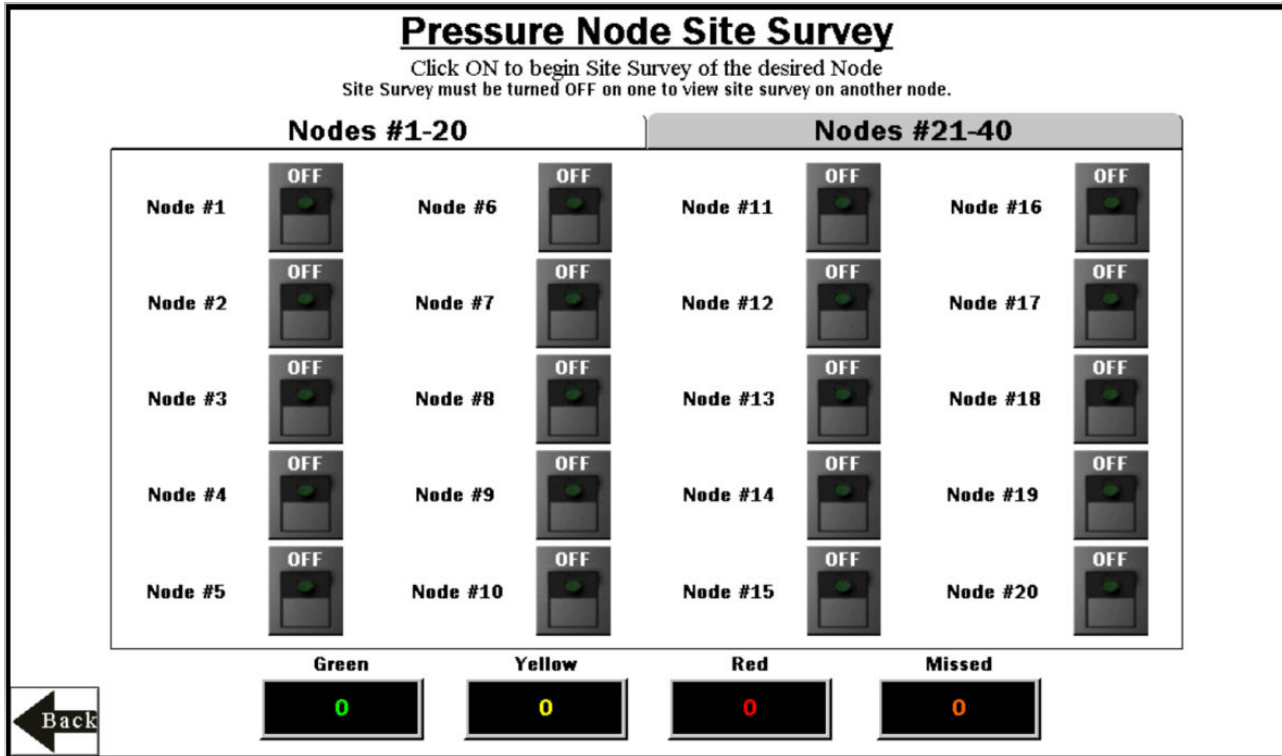 Pressure Node Site Survey
Click ON to begin Site Survey of the desired Node
Site Survey must be turned OFF on one to view site survey on another node.
Nodes #1-20 Nodes #21-40
OFF OFF OFF OFF
Node #1 Node #6 Node #11 Node #16
OFF OFF OFF OFF
Node #2 Node #7 Node #12 Node #17
OFF OFF OFF OFF
Node #3 Node #8 Node #13 Node #18
OFF OFF OFF OFF
Node #4 Node #9 Node #14 Node #19
OFF OFF OFF OFF
Node #5 Node #10 Node #15 Node #20
Green Yellow Red Missed
0 0 0 0
Back